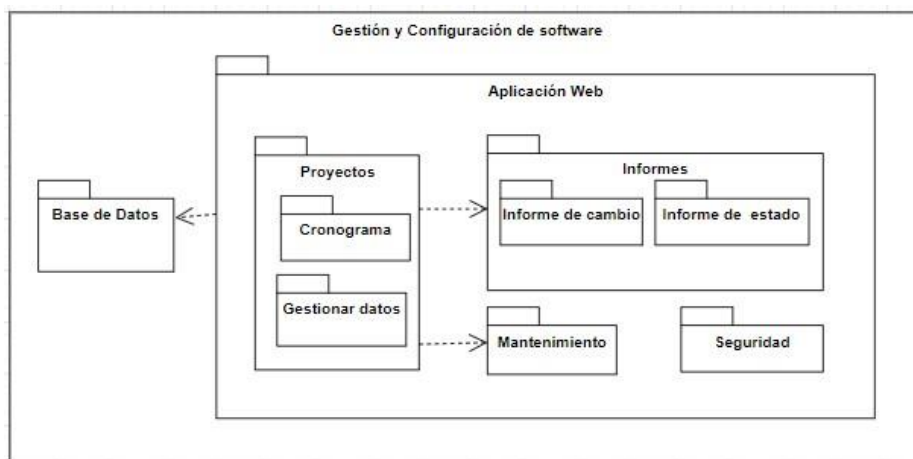 Gestión y Configuración de software
Aplicación Web
Base de Datos
Proyectos
Cronograma
Gestionar datos
Informes
Informe de cambio
Informe de estado
Mantenimiento
Seguridad